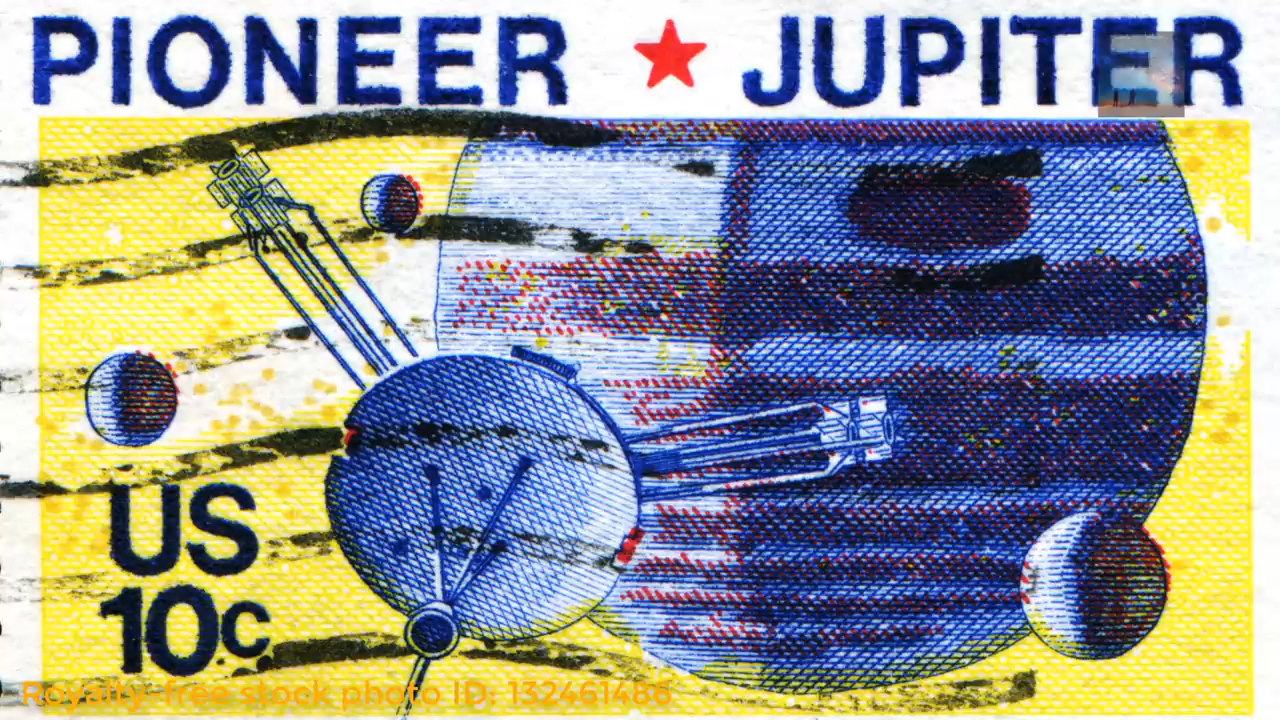 PIONEER ★ JUPITER
US
10c
Royalty-free stock photo ID: 132461486